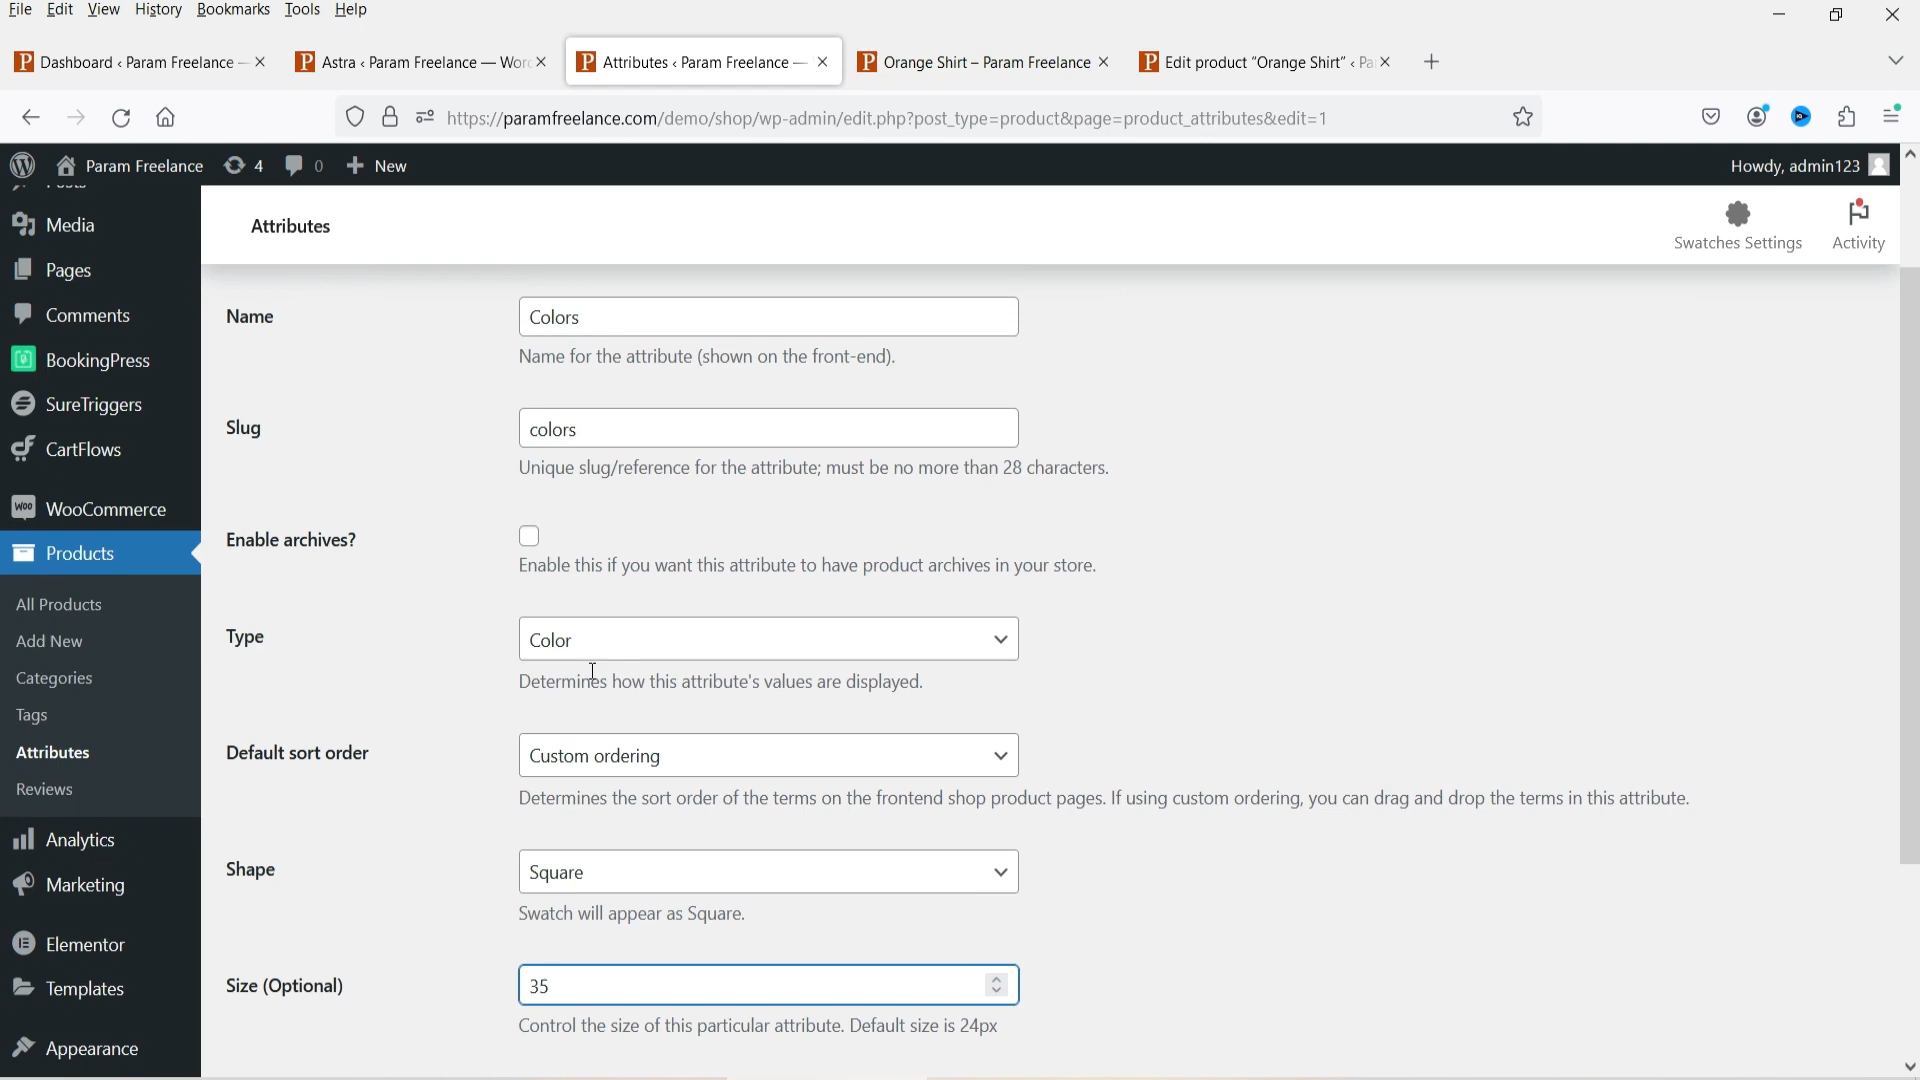 File Edit View History Bookmarks Tools Help
Dashboard ‹ Param Freelance —
Astra ‹ Param Freelance — Wor
Attributes ‹ Param Freelance —
Orange Shirt – Param Freelance
Edit product “Orange Shirt” ‹ Pa
https://paramfreelance.com/demo/shop/wp-admin/edit.php?post_type=product&page=product_attributes&edit=1
Param Freelance 4 0 New
Howdy, admin123
Media
Pages
Comments
BookingPress
SureTriggers
CartFlows
WooCommerce
Products
All Products
Add New
Categories
Tags
Attributes
Reviews
Analytics
Marketing
Elementor
Templates
Appearance
Attributes
Swatches Settings
Activity
Name
Colors
Name for the attribute (shown on the front-end).
Slug
colors
Unique slug/reference for the attribute; must be no more than 28 characters.
Enable archives?
Enable this if you want this attribute to have product archives in your store.
Type
Color
Determines how this attribute's values are displayed.
Default sort order
Custom ordering
Determines the sort order of the terms on the frontend shop product pages. If using custom ordering, you can drag and drop the terms in this attribute.
Shape
Square
Swatch will appear as Square.
Size (Optional)
35
Control the size of this particular attribute. Default size is 24px